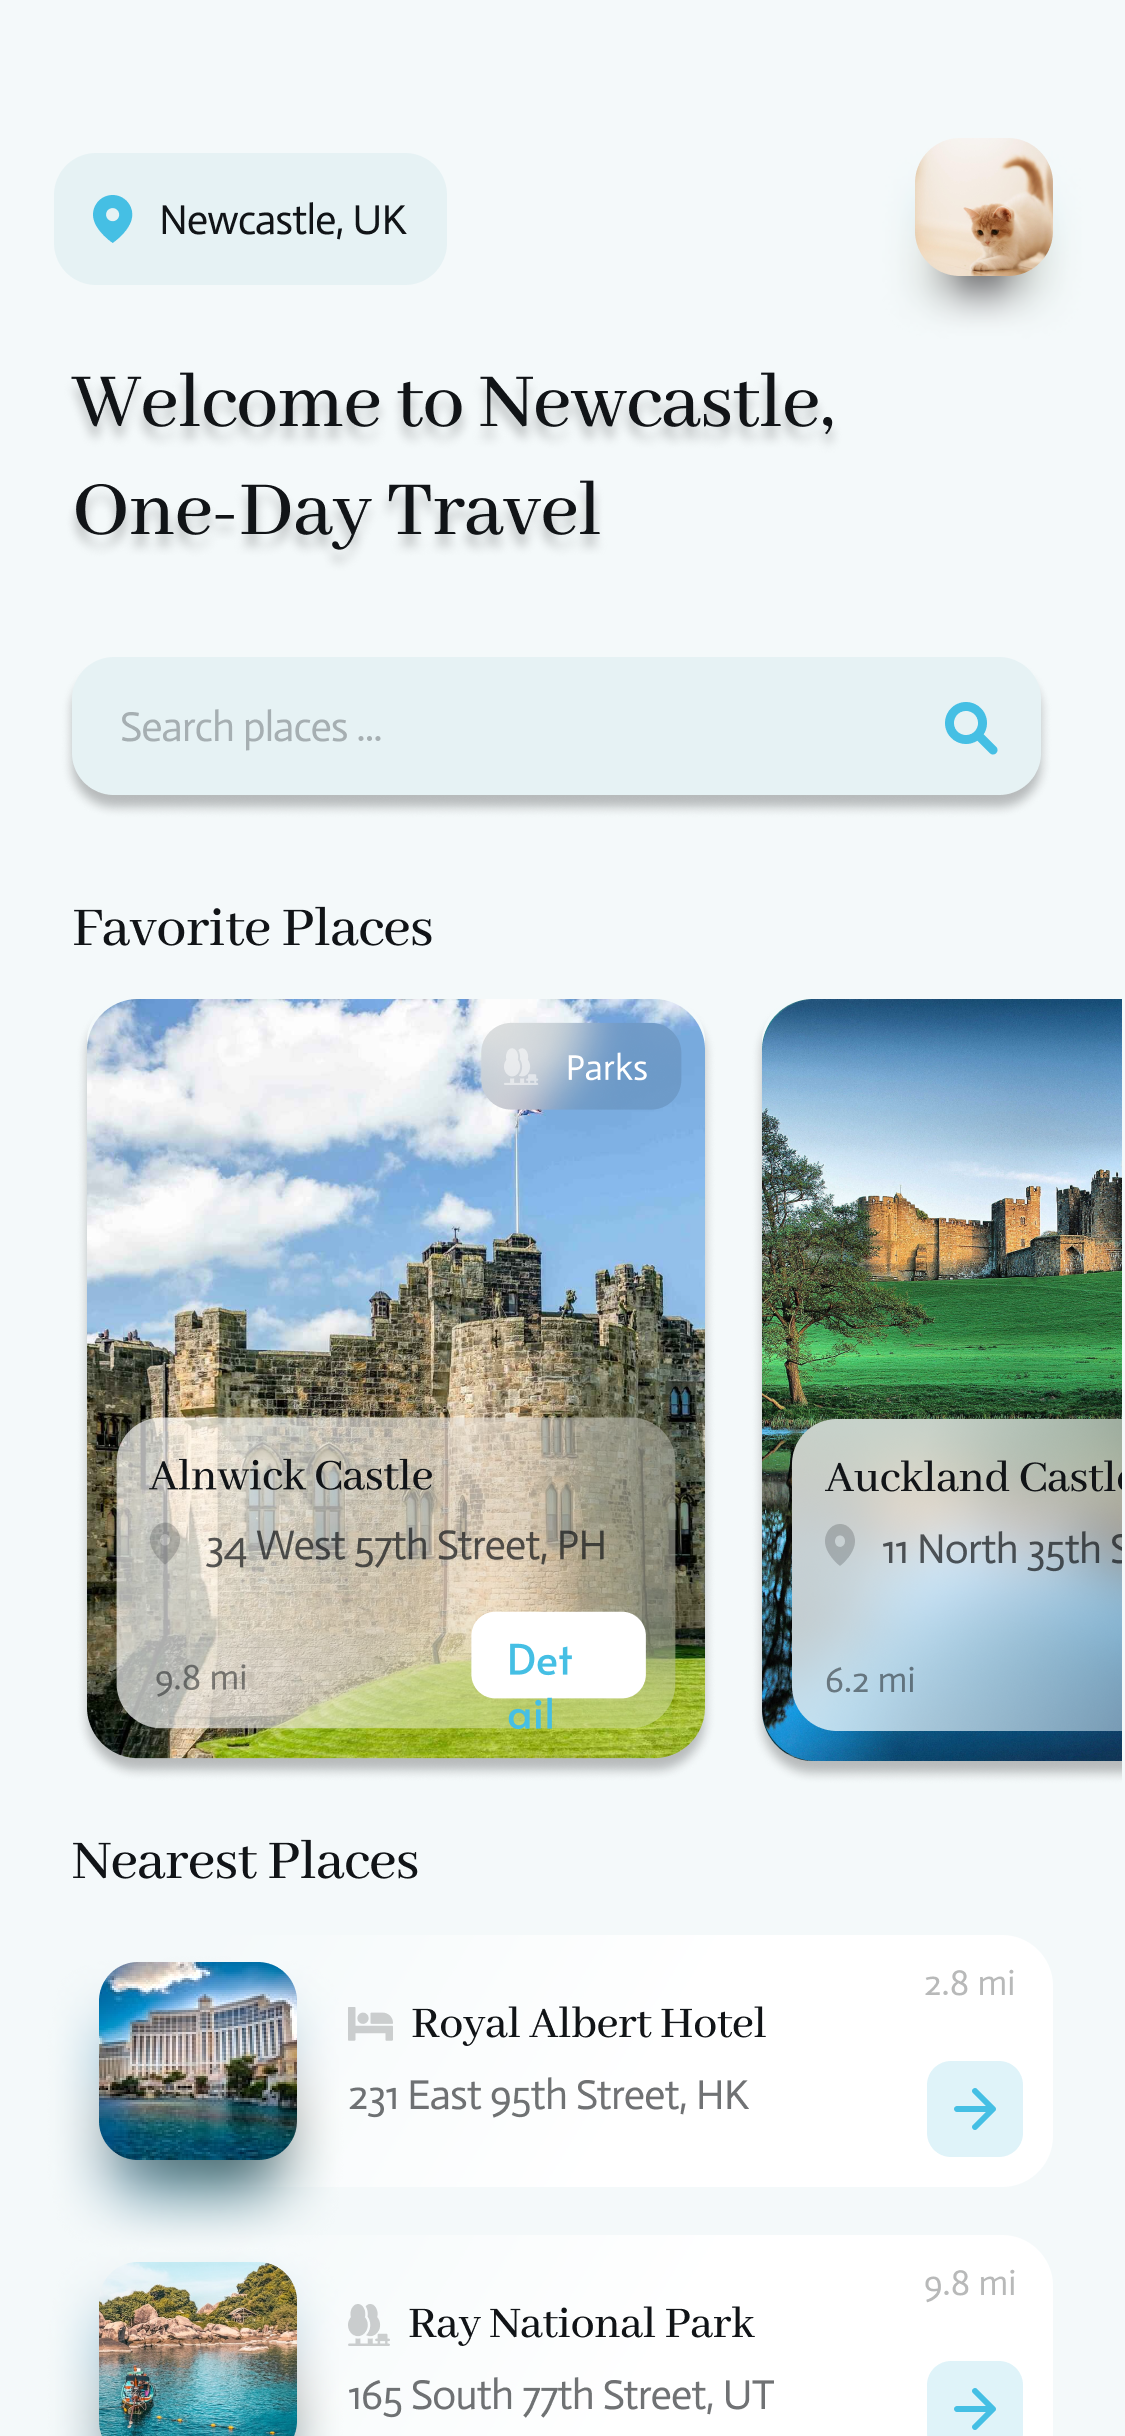 Newcastle, UK
Welcome to Newcastle,
One-Day Travel
Search places ...
Favorite Places
Parks
Alnwick Castle
34 West 57th Street, PH
9.8 mi
Det
ail
Auckland Castle
11 North 35th S
6.2 mi
Nearest Places
2.8 mi
Royal Albert Hotel
231 East 95th Street, HK
9.8 mi
Ray National Park
165 South 77th Street, UT